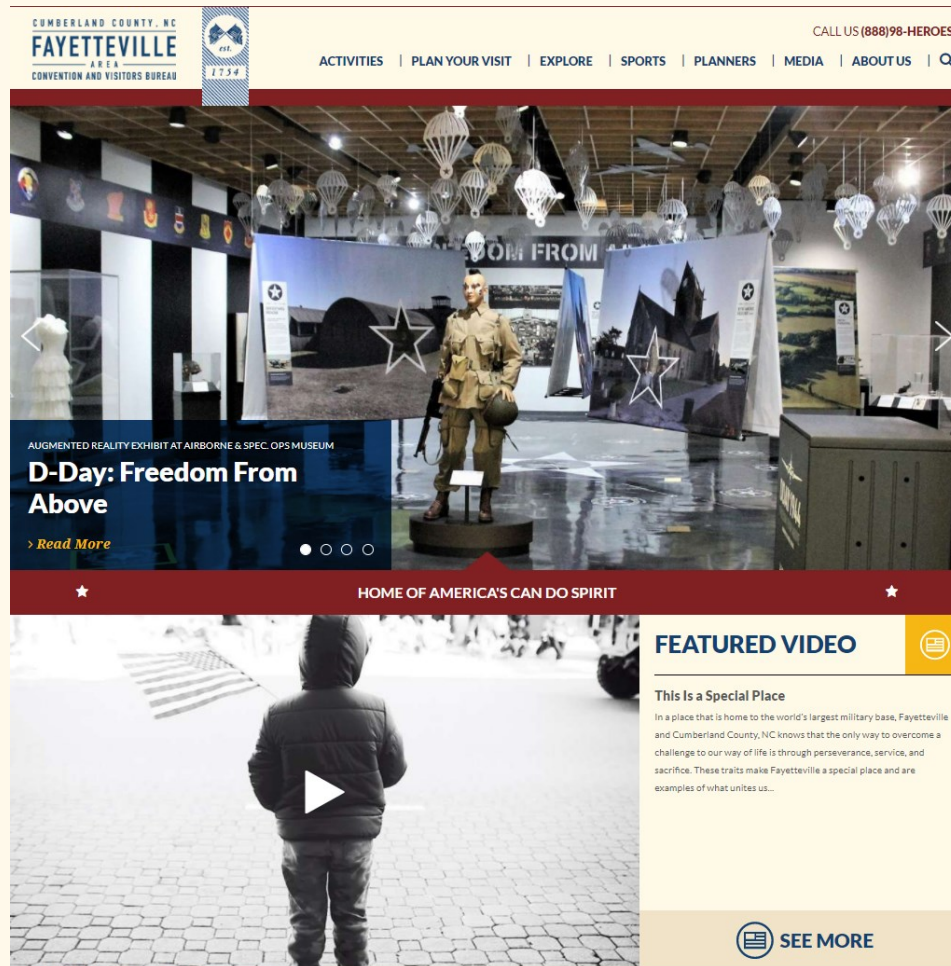 CUMBERLAND COUNTY, NC
FAYETTEVILLE
AREA
CONVENTION AND VISITORS BUREAU
est.
1754
CALL US (888)98-HEROES
ACTIVITIES | PLAN YOUR VISIT | EXPLORE | SPORTS | PLANNERS | MEDIA | ABOUT US |
DOM FROM
AUGMENTED REALITY EXHIBIT AT AIRBORNE & SPEC. OPS MUSEUM
D-Day: Freedom From
Above
> Read More
HOME OF AMERICA'S CAN DO SPIRIT
FEATURED VIDEO
This Is a Special Place
In a place that is home to the world's largest military base, Fayetteville
and Cumberland County, NC knows that the only way to overcome a
challenge to our way of life is through perseverance, service, and
sacrifice. These traits make Fayetteville a special place and are
examples of what unites us...
SEE MORE